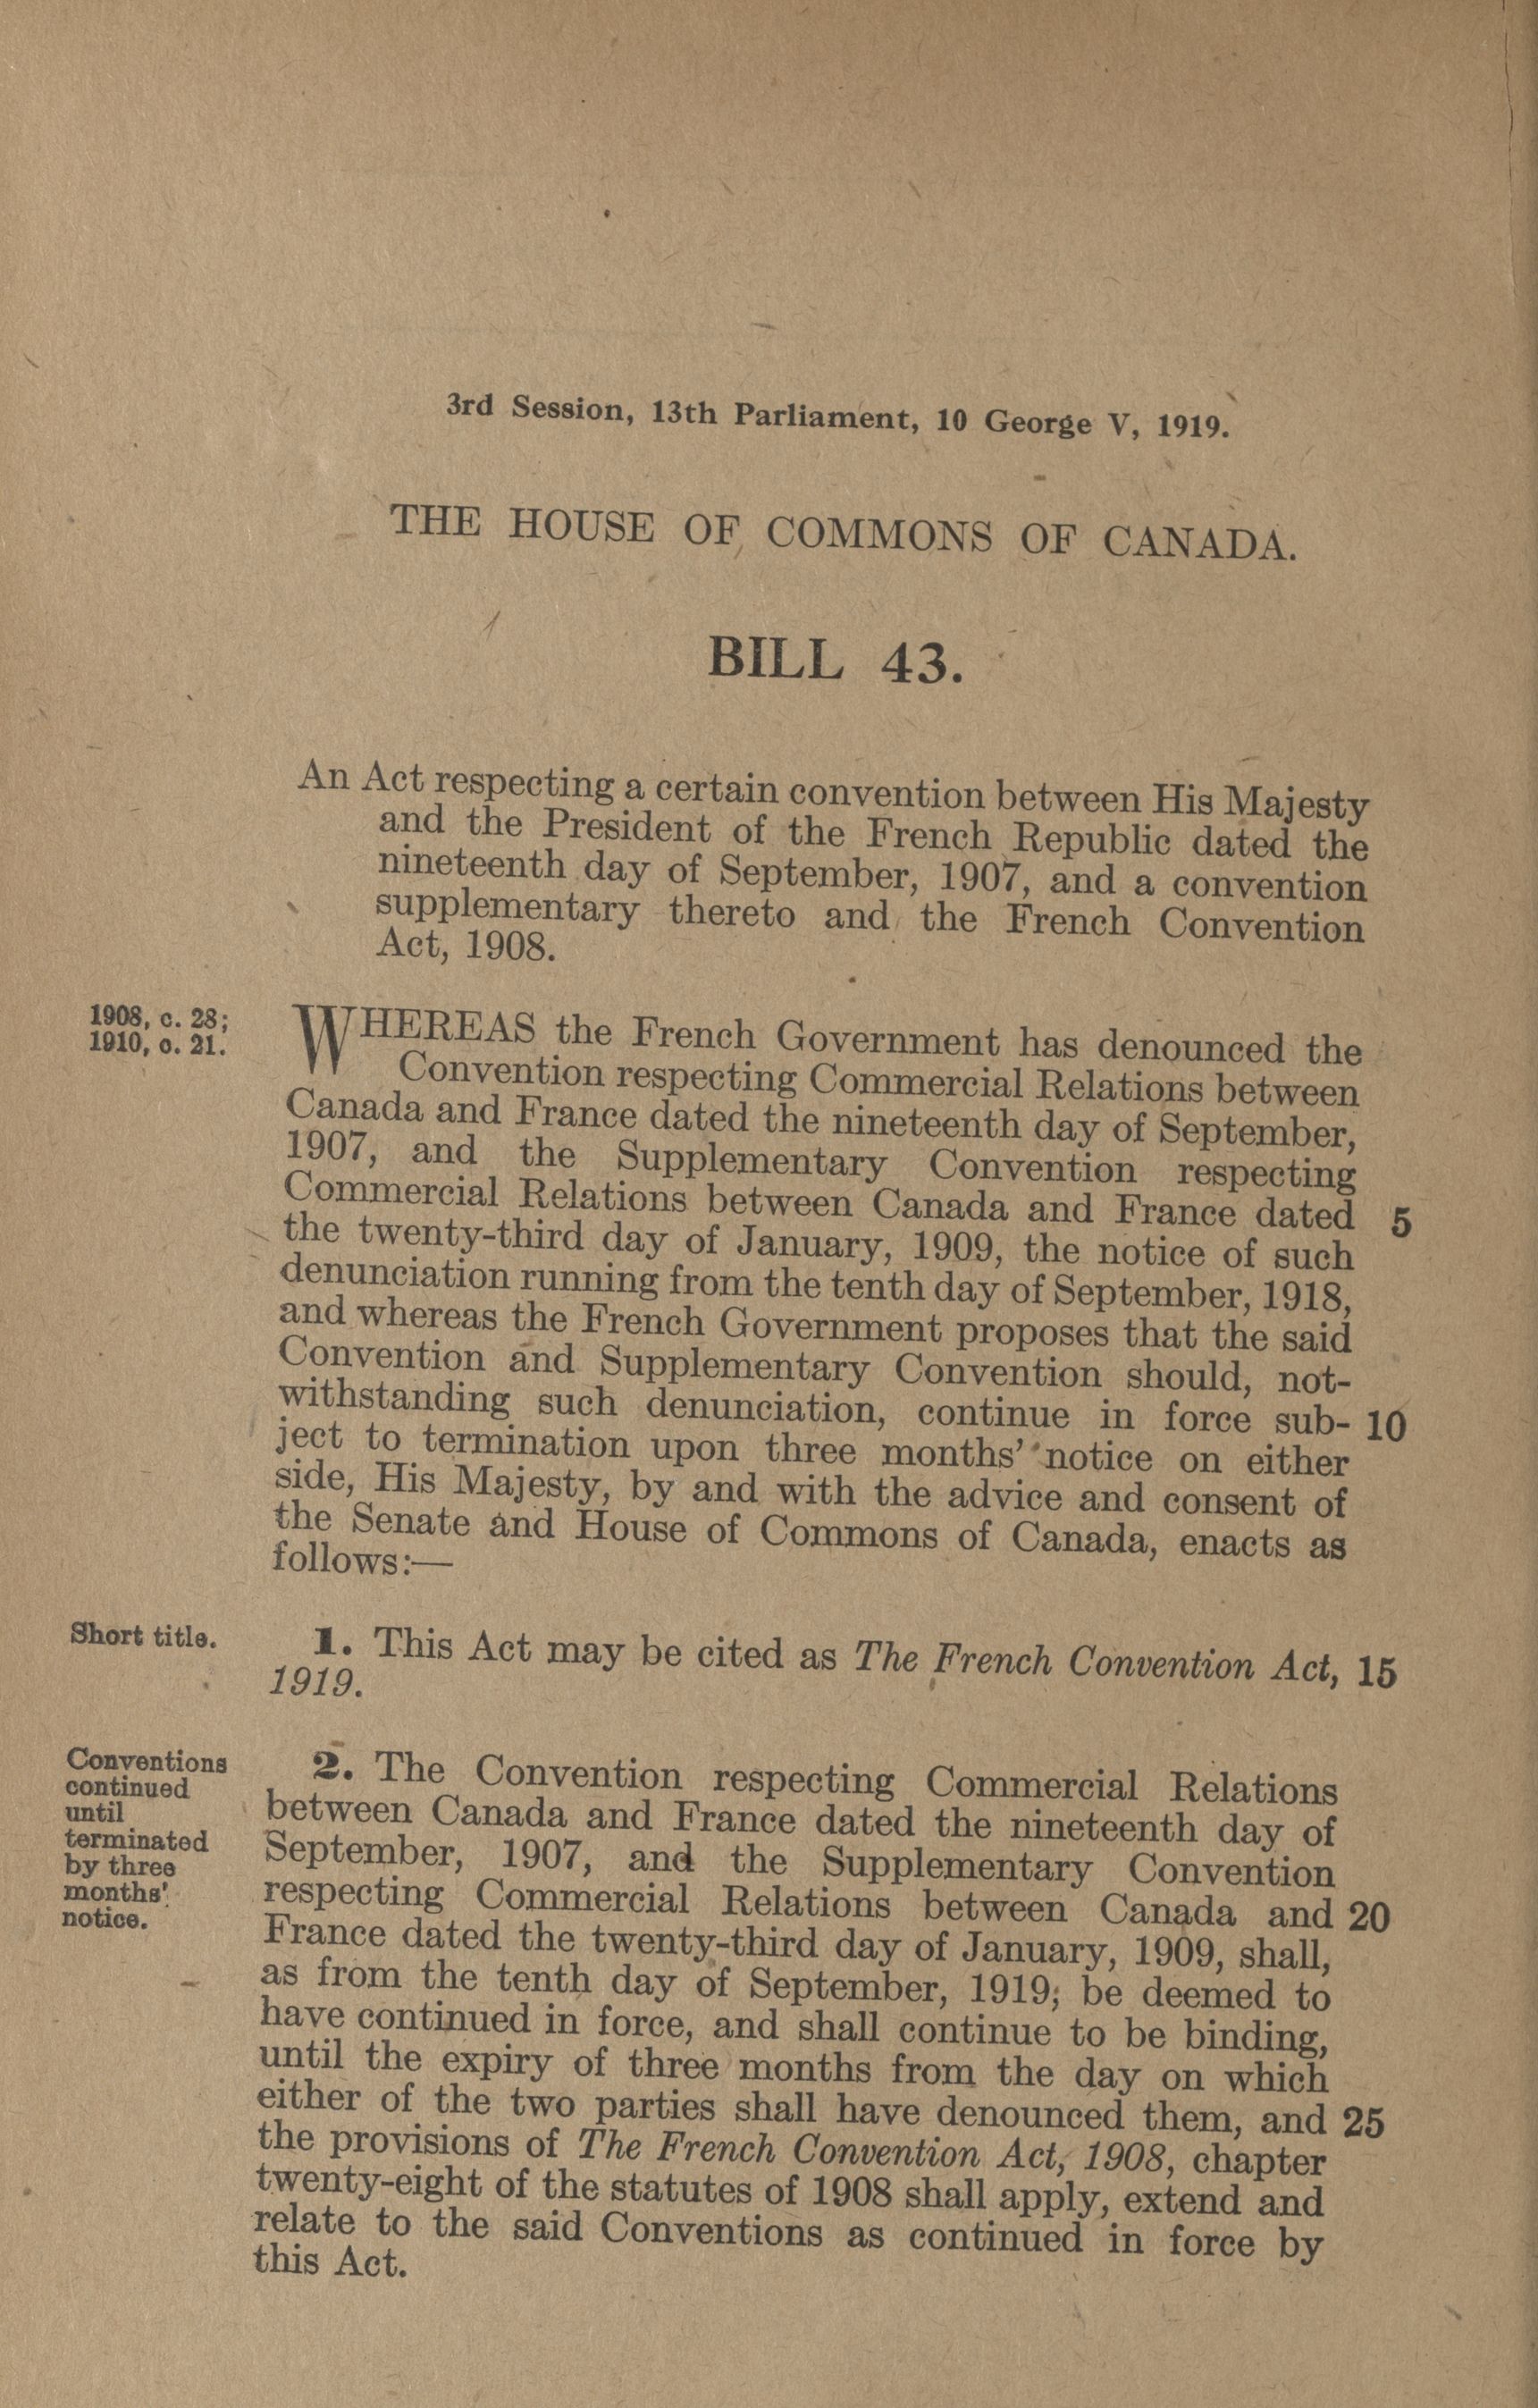 3rd Session, 13th Parliament, 10 George V, 1919.
THE HOUSE OF COMMONS OF CANADA.
BILL 43.
An Act respecting a certain convention between His Majesty
and the President of the French Republic dated the
nineteenth day of September, 1907, and a convention
supplementary thereto and the French Convention
Act, 1908.
1908, c. 28;
1910, c. 21.
WHEREAS the French Government has denounced the
Convention respecting Commercial Relations between
Canada and France dated the nineteenth day of September,
1907, and the Supplementary Convention respecting
Commercial Relations between Canada and France dated 5
the twenty-third day of January, 1909, the notice of such
denunciation running from the tenth day of September, 1918,
and whereas the French Government proposes that the said
Convention and Supplementary Convention should, not-
withstanding such denunciation, continue in force sub- 10
ject to termination upon three months' notice on either
side, His Majesty, by and with the advice and consent of
the Senate and House of Commons of Canada, enacts as
follows:—
Short title.
1. This Act may be cited as The French Convention Act, 15
1919.
Conventions
continued
until
terminated
by three
months'
notice.
2. The Convention respecting Commercial Relations
between Canada and France dated the nineteenth day of
September, 1907, and the Supplementary Convention
respecting Commercial Relations between Canada and 20
France dated the twenty-third day of January, 1909, shall,
as from the tenth day of September, 1919, be deemed to
have continued in force, and shall continue to be binding,
until the expiry of three months from the day on which
either of the two parties shall have denounced them, and 25
the provisions of The French Convention Act, 1908, chapter
twenty-eight of the statutes of 1908 shall apply, extend and
relate to the said Conventions as continued in force by
this Act.